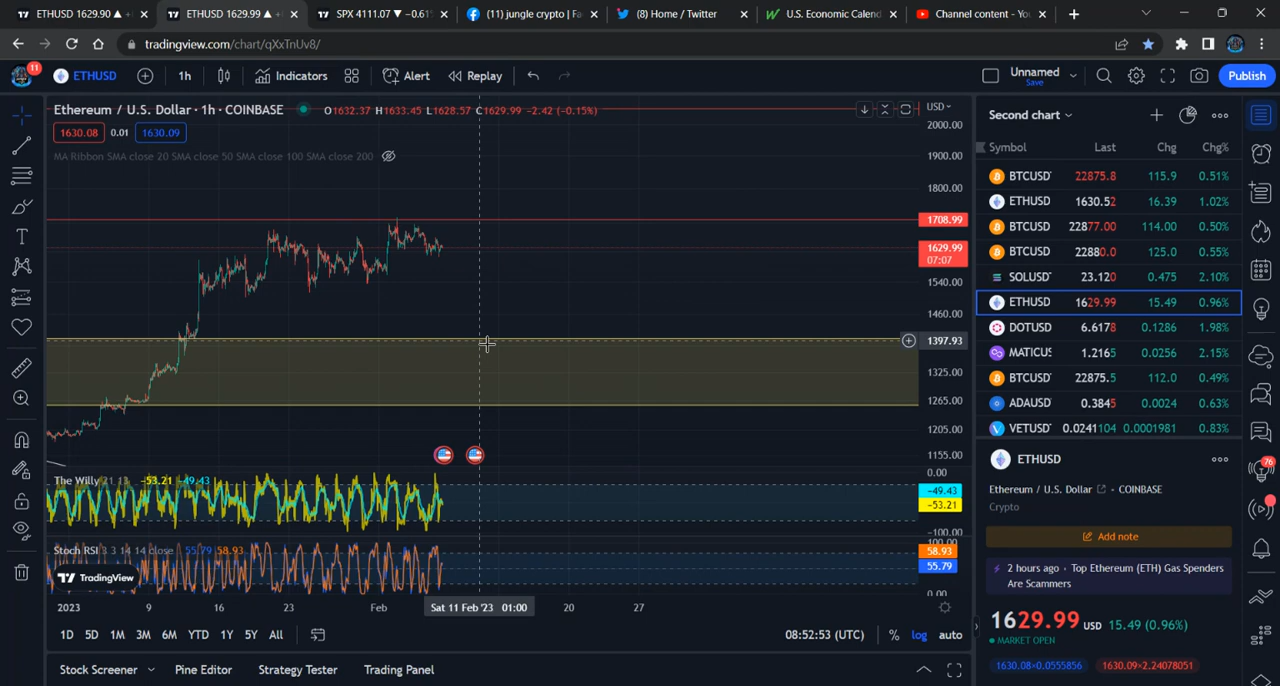 ETHUSD 1629.90 ▲ +
ETHUSD 1629.99 ▲ +
SPX 4111.07 ▼ −0.61
(11) jungle crypto | Fa
(8) Home / Twitter
U.S. Economic Calend
Channel content - Yo
tradingview.com/chart/qXxTnUv8/
11
ETHUSD
1h
Indicators
Alert
Replay
Unnamed
Save
Publish
Ethereum / U.S. Dollar · 1h · COINBASE
O1632.37 H1633.45 L1628.57 C1629.99 −2.42 (−0.15%)
USD
1630.08
0.01
1630.09
MA Ribbon SMA close 20 SMA close 50 SMA close 100 SMA close 200
2000.00
1900.00
1800.00
1708.99
1629.99
07:07
1540.00
1460.00
1397.93
1325.00
1265.00
1205.00
1155.00
The Willy 21 13 −53.21 −49.43
0.00
−49.43
−53.21
−100.00
Stoch RSI 3 3 14 14 close 55.79 58.93
100.00
58.93
55.79
0.00
TradingView
2023
9
16
23
Feb
Sat 11 Feb '23 01:00
20
27
1D
5D
1M
3M
6M
YTD
1Y
5Y
All
08:52:53 (UTC)
%
log
auto
Stock Screener
Pine Editor
Strategy Tester
Trading Panel
Second chart
Symbol Last Chg Chg%
BTCUSD 22875.8 115.9 0.51%
ETHUSD 1630.52 16.39 1.02%
BTCUSD 22877.00 114.00 0.50%
BTCUSD 22880.0 125.0 0.55%
SOLUSD 23.120 0.475 2.10%
ETHUSD 1629.99 15.49 0.96%
DOTUSD 6.6178 0.1286 1.98%
MATICUS 1.2165 0.0256 2.15%
BTCUSD 22875.5 112.0 0.49%
ADAUSD 0.3845 0.0024 0.63%
VETUSD 0.0241104 0.0001981 0.83%
ETHUSD
Ethereum / U.S. Dollar · COINBASE
Crypto
Add note
2 hours ago · Top Ethereum (ETH) Gas Spenders
Are Scammers
1629.99 USD 15.49 (0.96%)
MARKET OPEN
1630.08×0.0555856
1630.09×2.24078051
76